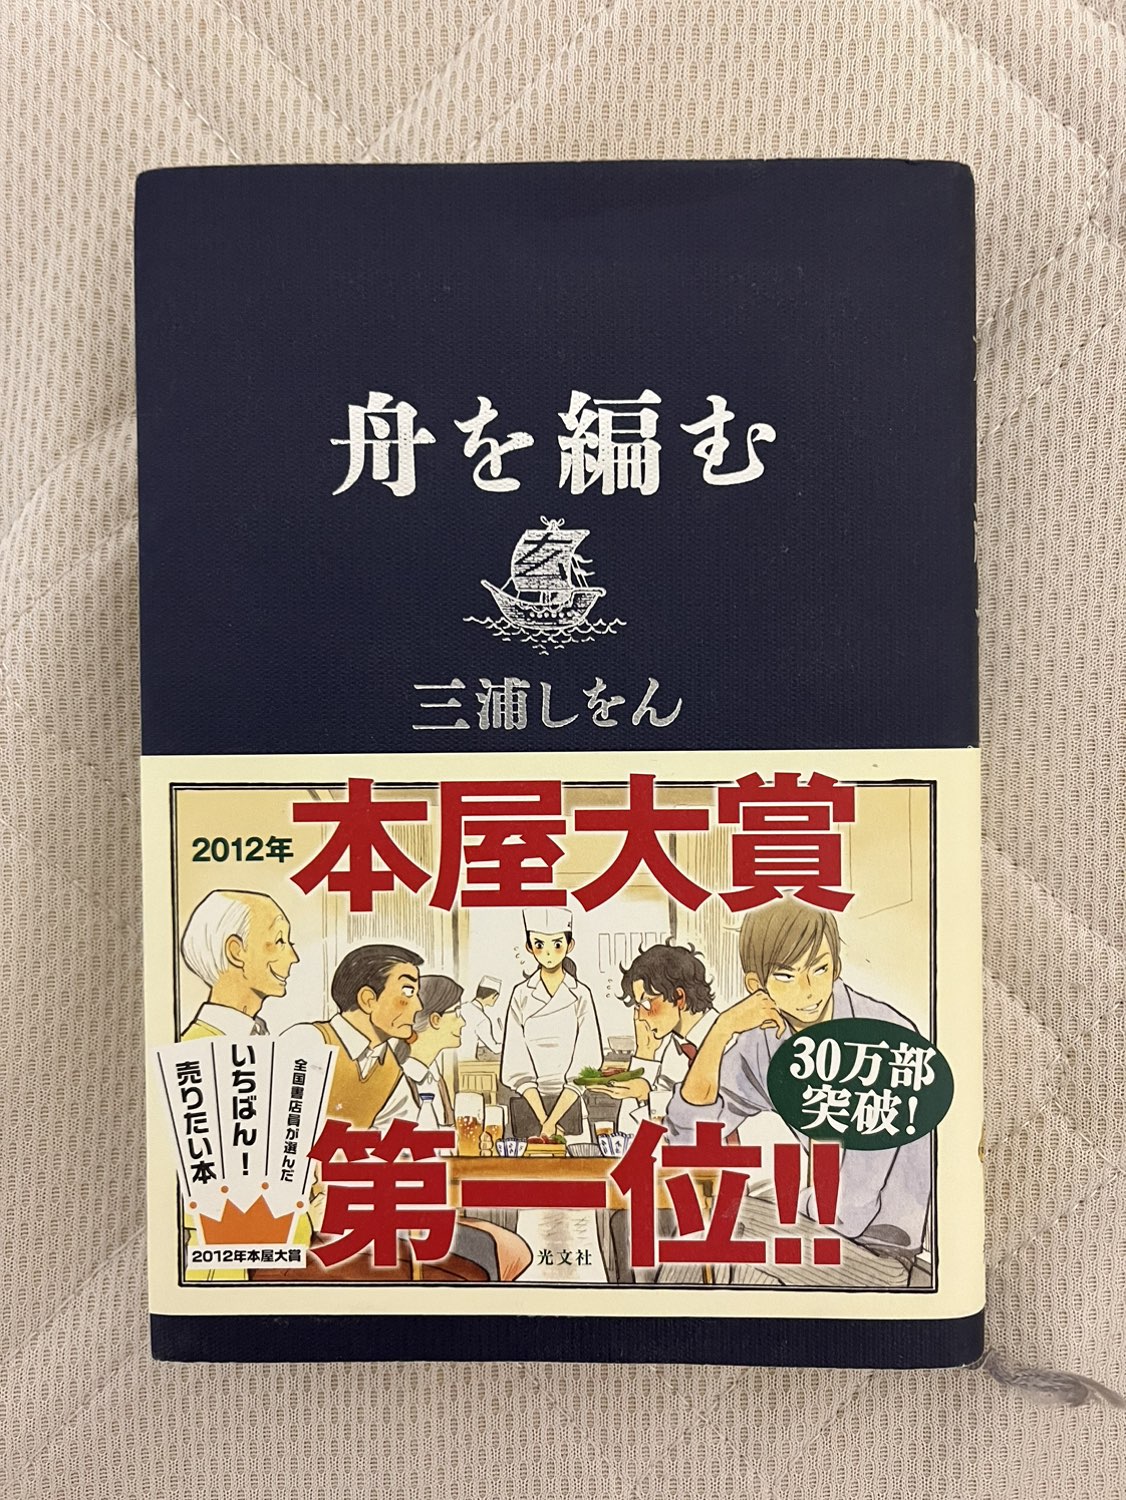 舟を編む
三浦しをん
2012年
本屋大賞
全国書店員が選んだ
いちばん！
売りたい本
2012年本屋大賞
30万部
突破！
第一位!!
光文社